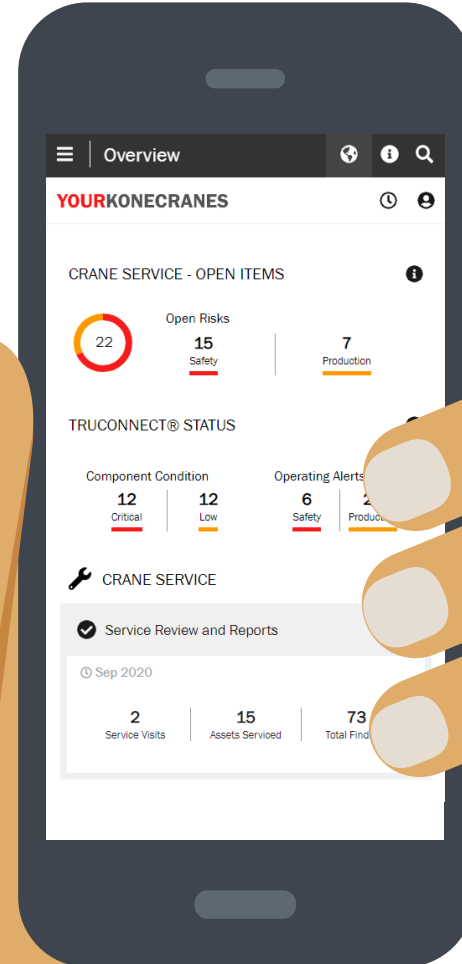 Overview
YOURKONECRANES
CRANE SERVICE - OPEN ITEMS
22
Open Risks
15 7
Safety Production
TRUCONNECT® STATUS
Component Condition Operating Alerts
12 12 6
Critical Low Safety
CRANE SERVICE
Service Review and Reports
Sep 2020
2 15 73
Service Visits Assets Serviced Total